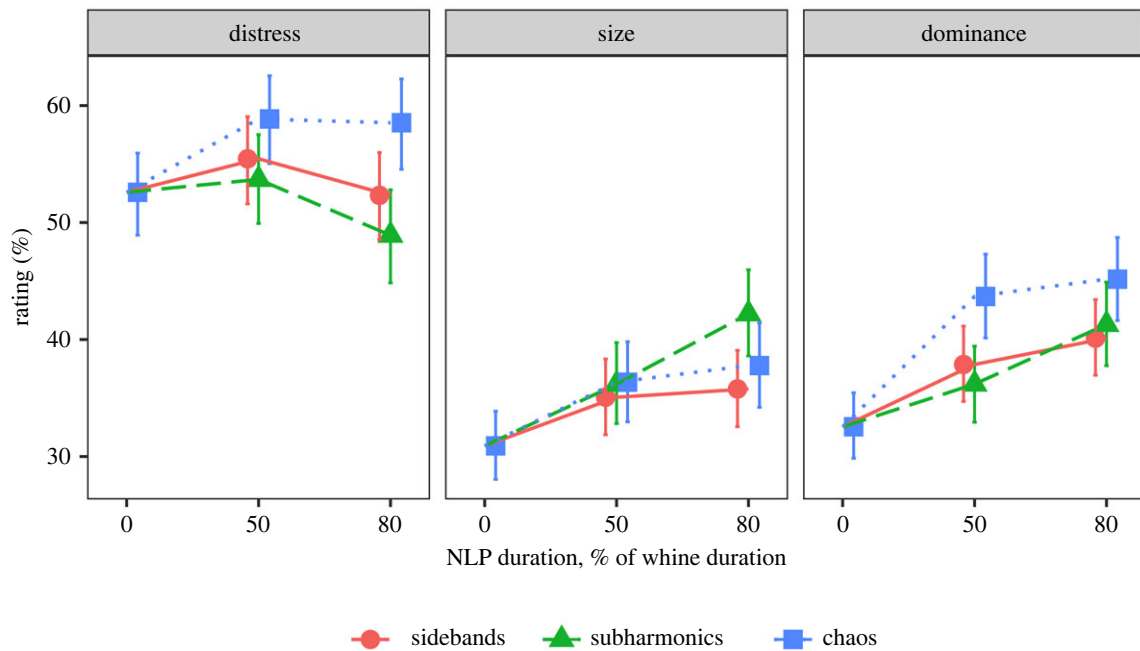 distress size dominance
60
50
40
30
rating (%)
0 50 80 0 50 80 0 50 80
NLP duration, % of whine duration
sidebands subharmonics chaos